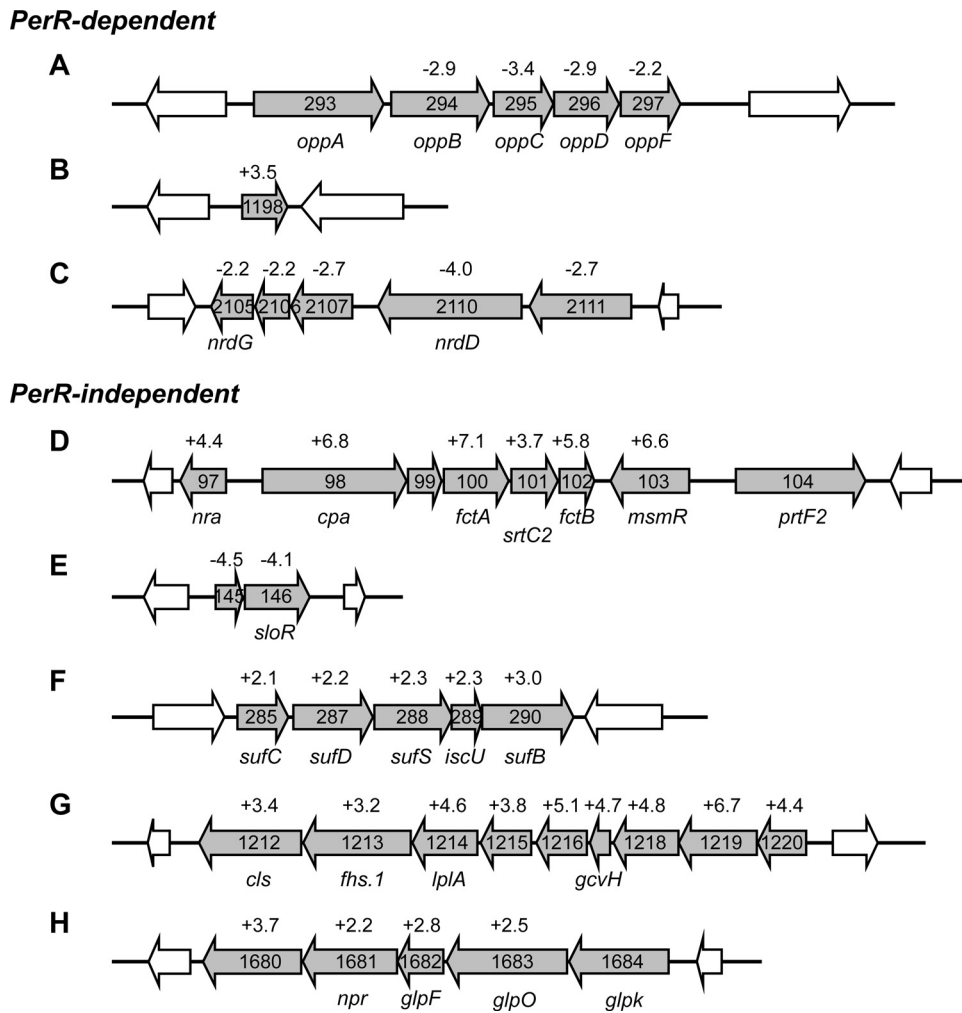 PerR-dependent
A
-2.9 -3.4 -2.9 -2.2
293 294 295 296 297
oppA oppB oppC oppD oppF
B
+3.5
1198
C
-2.2 -2.2 -2.7 -4.0 -2.7
2105 2106 2107 2110 2111
nrdG nrdD
PerR-independent
D
+4.4 +6.8 +7.1 +3.7 +5.8 +6.6
97 98 99 100 101 102 103 104
nra cpa fctA fctB msmR prtF2
srtC2
E
-4.5 -4.1
145 146
sloR
F
+2.1 +2.2 +2.3 +2.3 +3.0
285 287 288 289 290
sufC sufD sufS iscU sufB
G
+3.4 +3.2 +4.6 +3.8 +5.1 +4.7 +4.8 +6.7 +4.4
1212 1213 1214 1215 1216 1218 1219 1220
cls fhs.1 lplA gcvH
H
+3.7 +2.2 +2.8 +2.5
1680 1681 1682 1683 1684
npr glpF glpO glpk